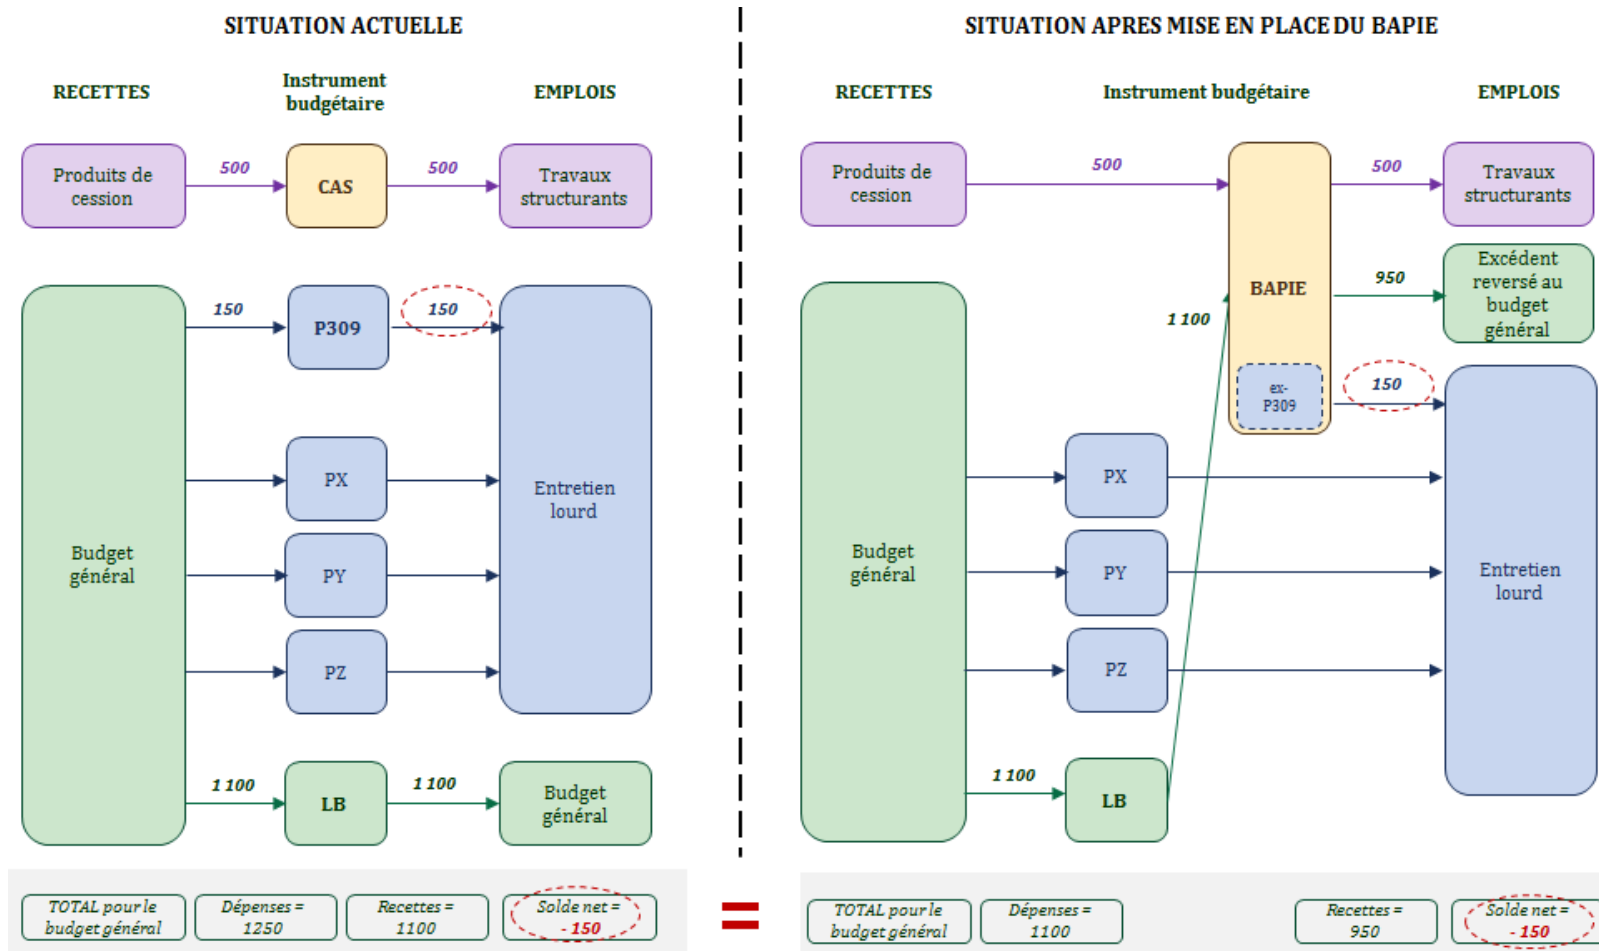 SITUATION ACTUELLE
RECETTES
Instrument
budgétaire
EMPLOIS
Produits de
cession
500
CAS
500
Travaux
structurants
Budget
général
150
P309
150
PX
PY
PZ
Entretien
lourd
1 100
LB
1 100
Budget
général
TOTAL pour le
budget général
Dépenses =
1250
Recettes =
1100
Solde net =
- 150
=
SITUATION APRES MISE EN PLACE DU BAPIE
RECETTES
Instrument budgétaire
EMPLOIS
Produits de
cession
500
BAPIE
500
Travaux
structurants
950
Excédent
reversé au
budget
général
1 100
ex-
P309
150
Budget
général
PX
PY
PZ
Entretien
lourd
1 100
LB
TOTAL pour le
budget général
Dépenses =
1100
Recettes =
950
Solde net =
- 150